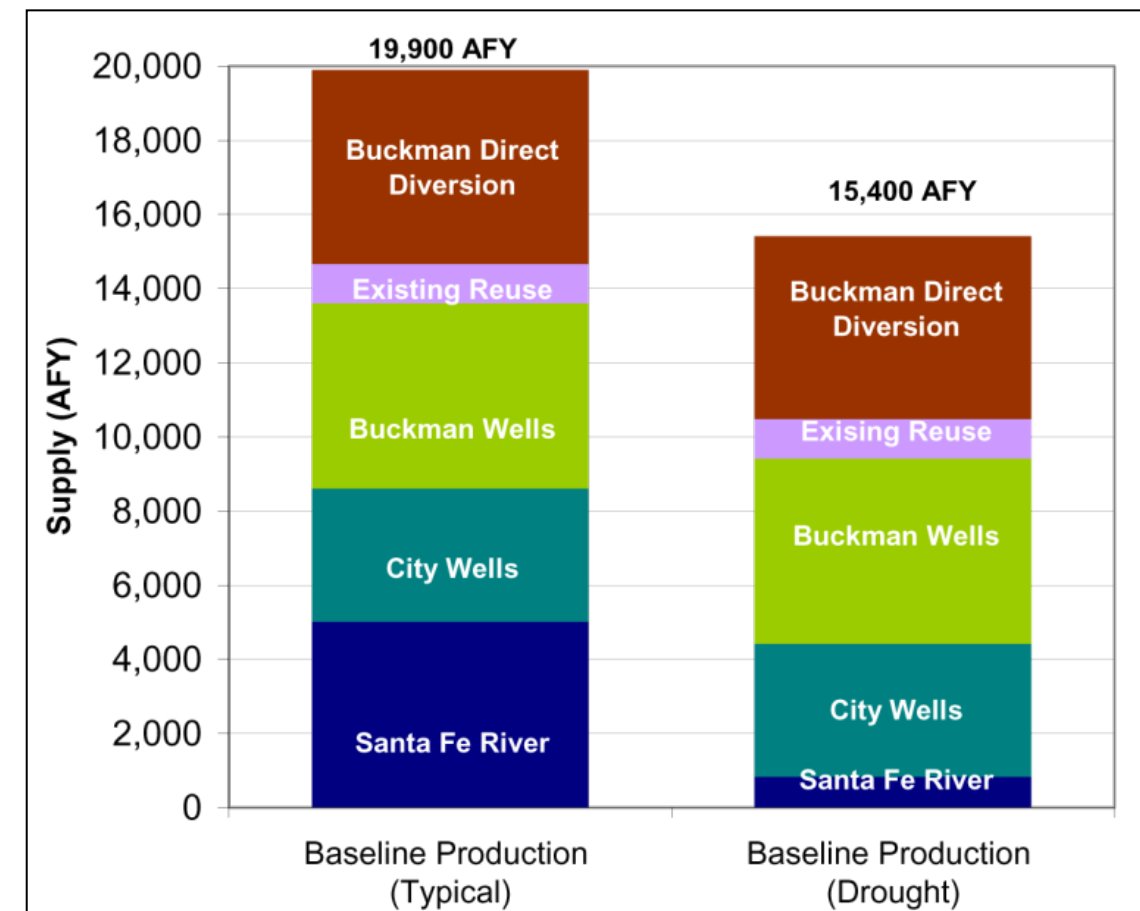 19,900 AFY
20,000
18,000
16,000
14,000
12,000
10,000
8,000
6,000
4,000
2,000
0
Supply (AFY)
Buckman Direct
Diversion
Existing Reuse
Buckman Wells
City Wells
Santa Fe River
15,400 AFY
Buckman Direct
Diversion
Exising Reuse
Buckman Wells
City Wells
Santa Fe River
Baseline Production
(Typical)
Baseline Production
(Drought)